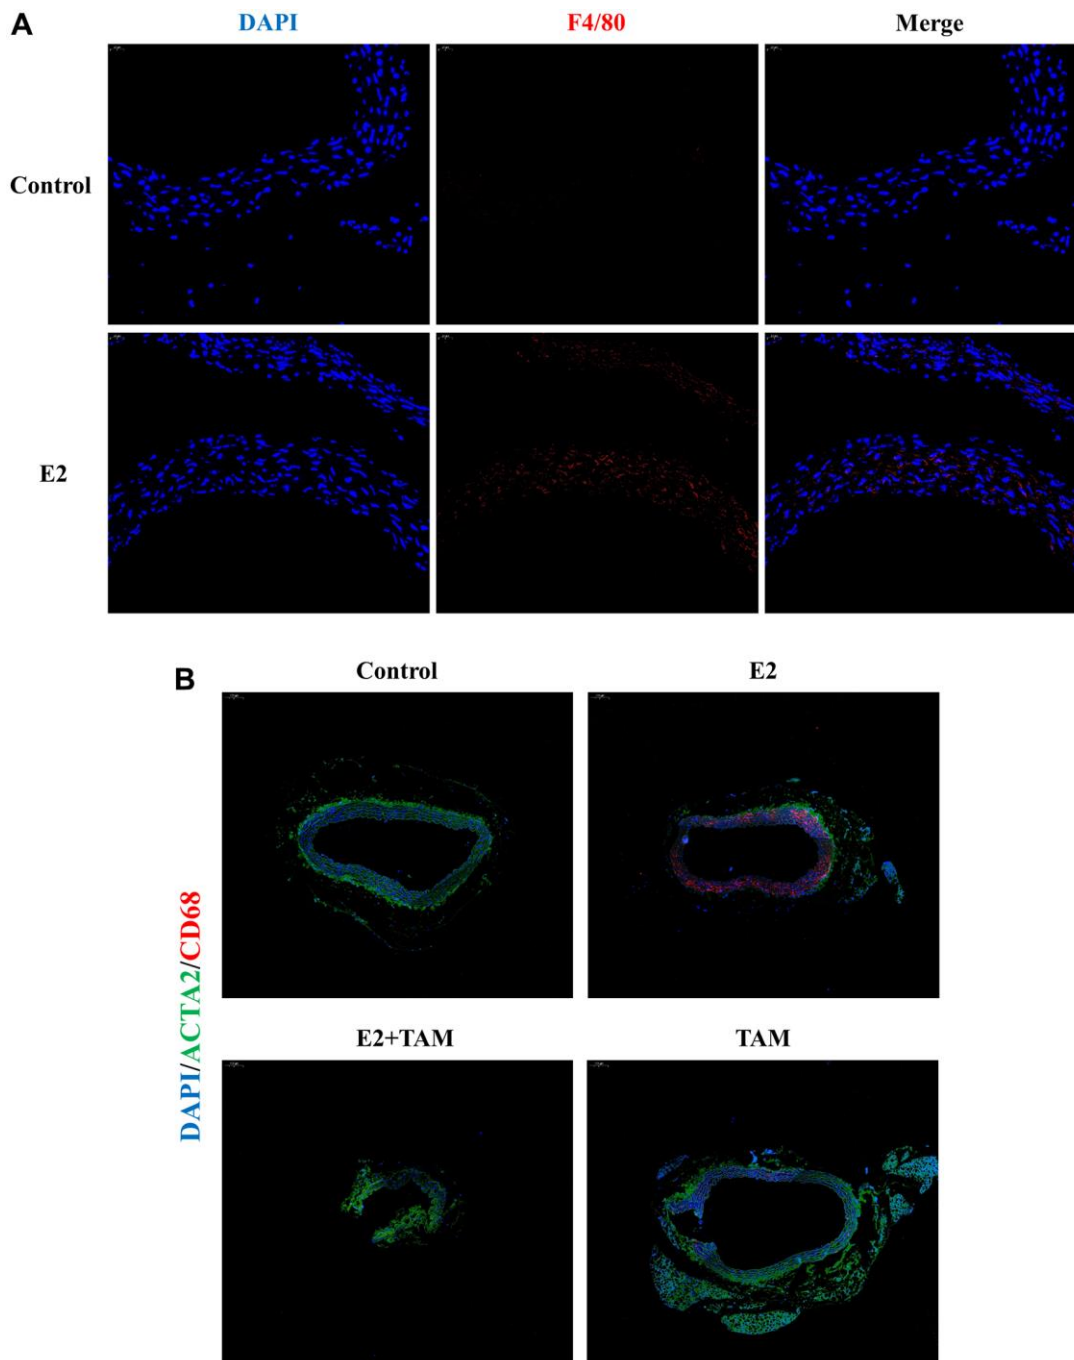 A
DAPI F4/80 Merge
Control
E2
B
Control E2
DAPI/ACTA2/CD68
E2+TAM TAM